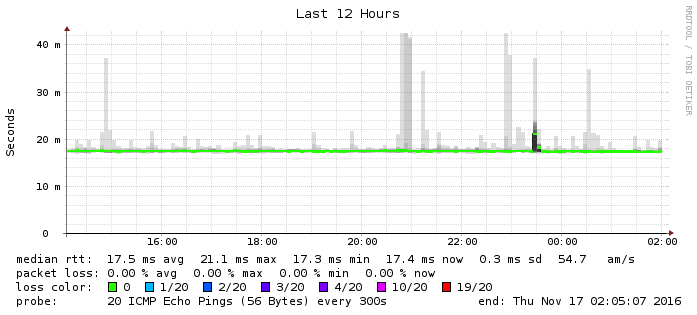 Last 12 Hours
RRDTOOL / TOBI OETIKER
Seconds
40 m
30 m
20 m
10 m
0
16:00 18:00 20:00 22:00 00:00 02:00
median rtt: 17.5 ms avg 21.1 ms max 17.3 ms min 17.4 ms now 0.3 ms sd 54.7 am/s
packet loss: 0.00 % avg 0.00 % max 0.00 % min 0.00 % now
loss color: 0 1/20 2/20 3/20 4/20 10/20 19/20
probe: 20 ICMP Echo Pings (56 Bytes) every 300s end: Thu Nov 17 02:05:07 2016